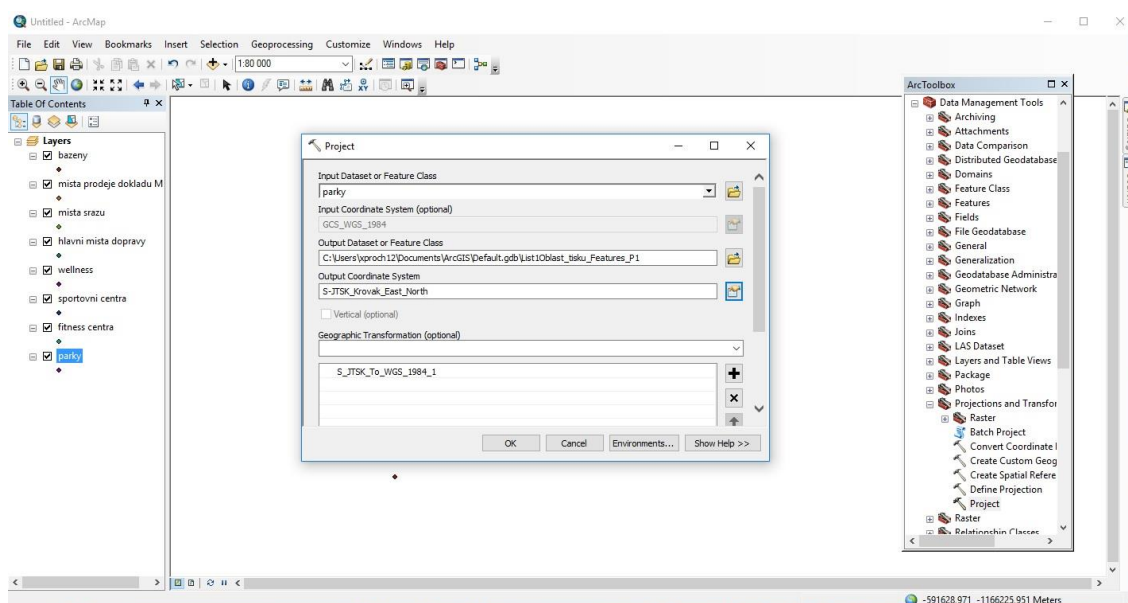 Untitled - ArcMap
File Edit View Bookmarks Insert Selection Geoprocessing Customize Windows Help
1:80 000
Table Of Contents
Layers
bazeny
mista prodeje dokladu M
mista srazu
hlavni mista dopravy
wellness
sportovni centra
fitness centra
parky
Project
Input Dataset or Feature Class
parky
Input Coordinate System (optional)
GCS_WGS_1984
Output Dataset or Feature Class
C:\Users\xproch12\Documents\ArcGIS\Default.gdb\List1Oblast_tisku_Features_P1
Output Coordinate System
S-JTSK_Krovak_East_North
Vertical (optional)
Geographic Transformation (optional)
S_JTSK_To_WGS_1984_1
OK Cancel Environments... Show Help >>
ArcToolbox
Data Management Tools
Archiving
Attachments
Data Comparison
Distributed Geodatabase
Domains
Feature Class
Features
Fields
File Geodatabase
General
Generalization
Geodatabase Administra
Geometric Network
Graph
Indexes
Joins
LAS Dataset
Layers and Table Views
Package
Photos
Projections and Transfor
Raster
Batch Project
Convert Coordinate
Create Custom Geog
Create Spatial Refere
Define Projection
Project
Raster
Relationship Classes
-591628,971 -1166225,951 Meters